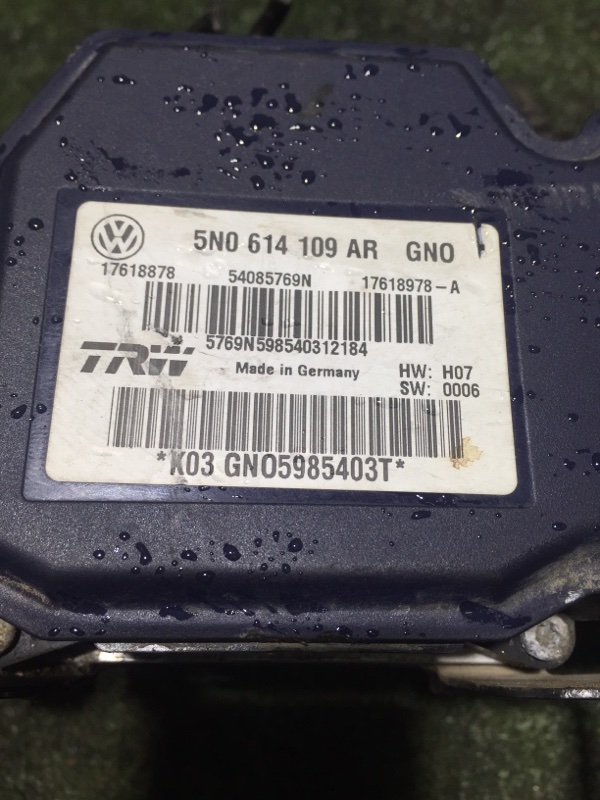 5N0 614 109 AR GNO
17618878 54085769N 17618978-A
5769N598540312184
TRW Made in Germany HW: H07
SW: 0006
*K03 GNO5985403T*